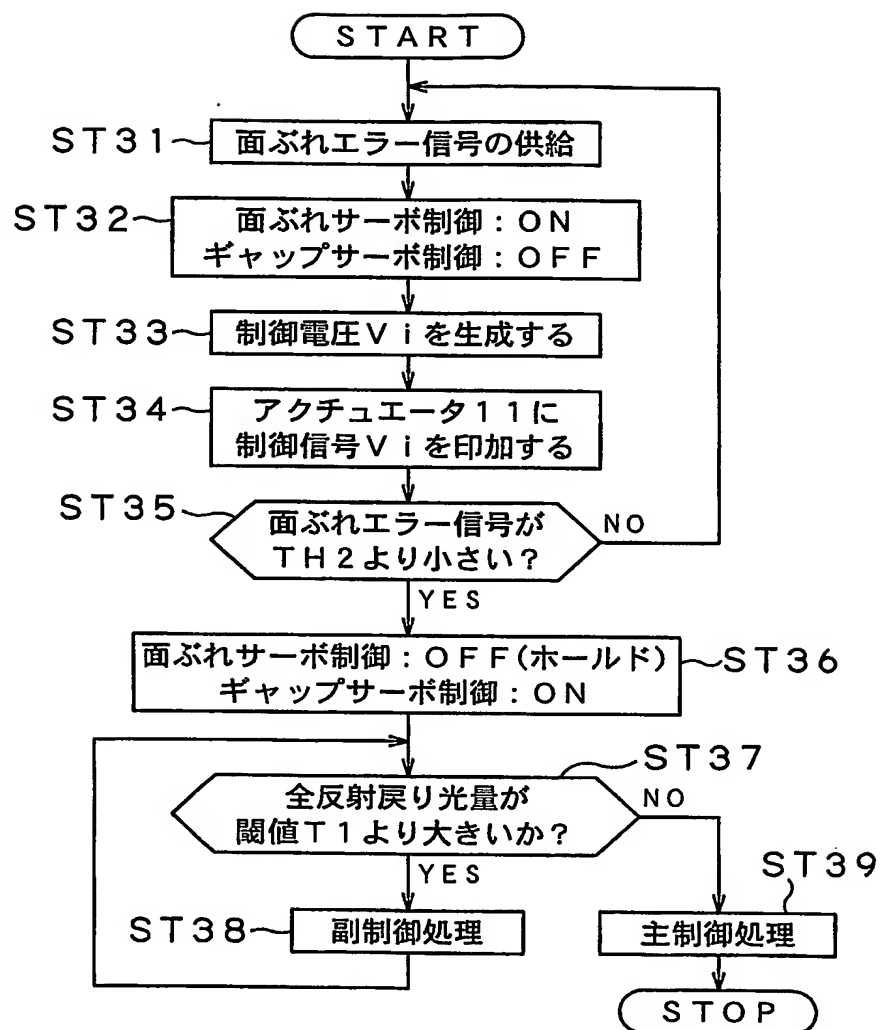 START
ST31
面ぶれエラー信号の供給
ST32
面ぶれサーボ制御:ON
ギャップサーボ制御:OFF
ST33
制御電圧Viを生成する
ST34
アクチュエータ11に
制御信号Viを印加する
ST35
面ぶれエラー信号が
TH2より小さい?
NO
YES
面ぶれサーボ制御:OFF(ホールド)
ギャップサーボ制御:ON
ST36
ST37
全反射戻り光量が
閾値T1より大きいか?
NO
YES
ST38
副制御処理
ST39
主制御処理
STOP